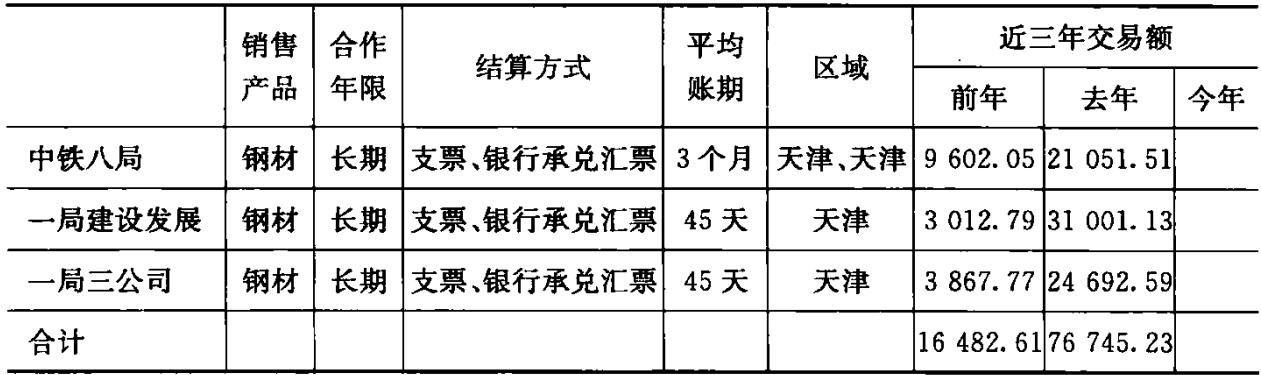 销售产品 合作年限 结算方式 平均账期 区域 近三年交易额
前年 去年 今年
中铁八局 钢材 长期 支票、银行承兑汇票 3个月 天津、天津 9 602.05 21 051.51
一局建设发展 钢材 长期 支票、银行承兑汇票 45天 天津 3 012.79 31 001.13
一局三公司 钢材 长期 支票、银行承兑汇票 45天 天津 3 867.77 24 692.59
合计 16 482.61 76 745.23